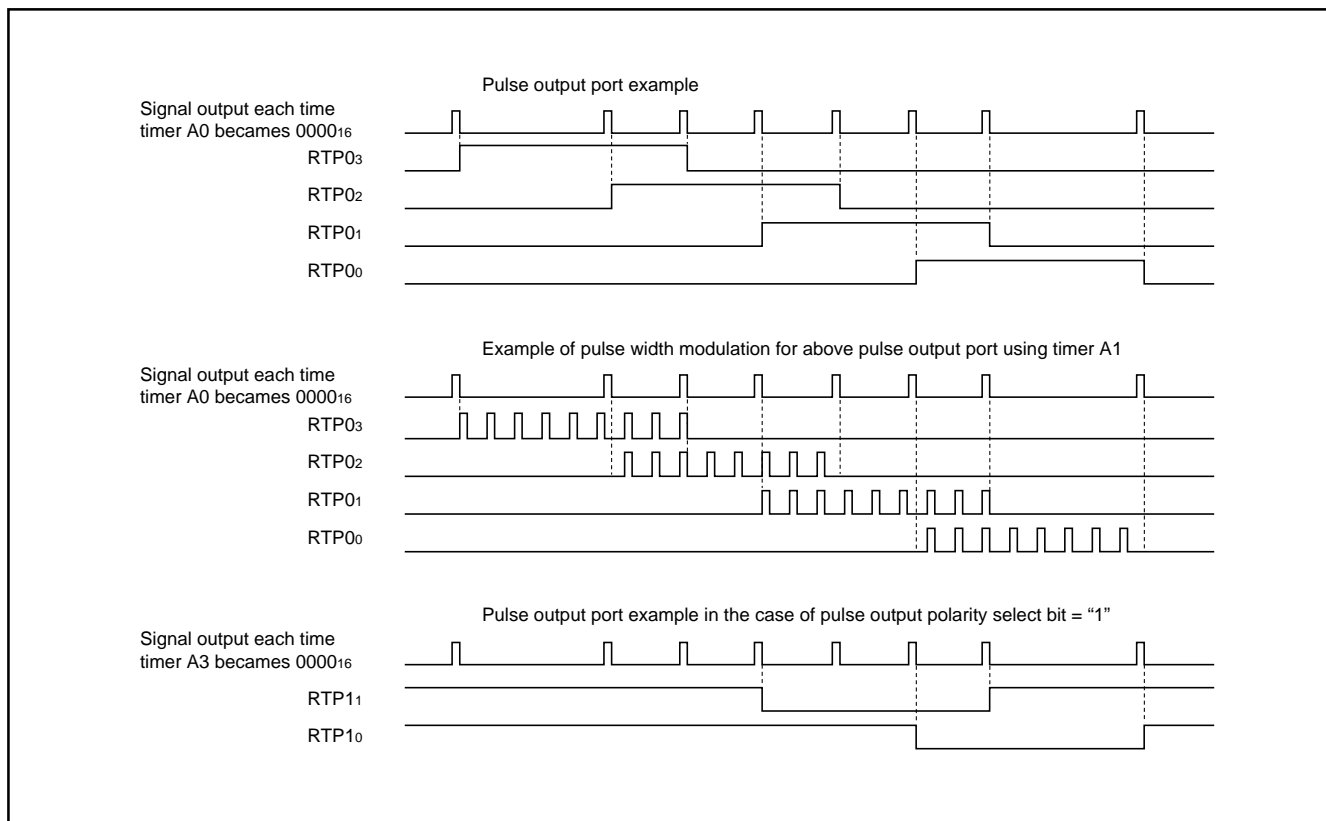 Pulse output port example
Signal output each time
timer A0 becames 0000₁₆
RTP0₃
RTP0₂
RTP0₁
RTP0₀
Example of pulse width modulation for above pulse output port using timer A1
Signal output each time
timer A0 becames 0000₁₆
RTP0₃
RTP0₂
RTP0₁
RTP0₀
Pulse output port example in the case of pulse output polarity select bit = “1”
Signal output each time
timer A3 becames 0000₁₆
RTP1₁
RTP1₀